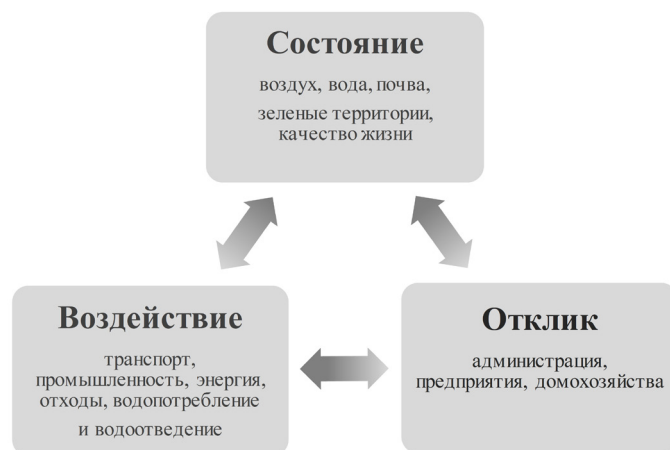 Состояние
воздух, вода, почва,
зеленые территории,
качество жизни
Воздействие
транспорт,
промышленность, энергия,
отходы, водопотребление
и водоотведение
Отклик
администрация,
предприятия, домохозяйства